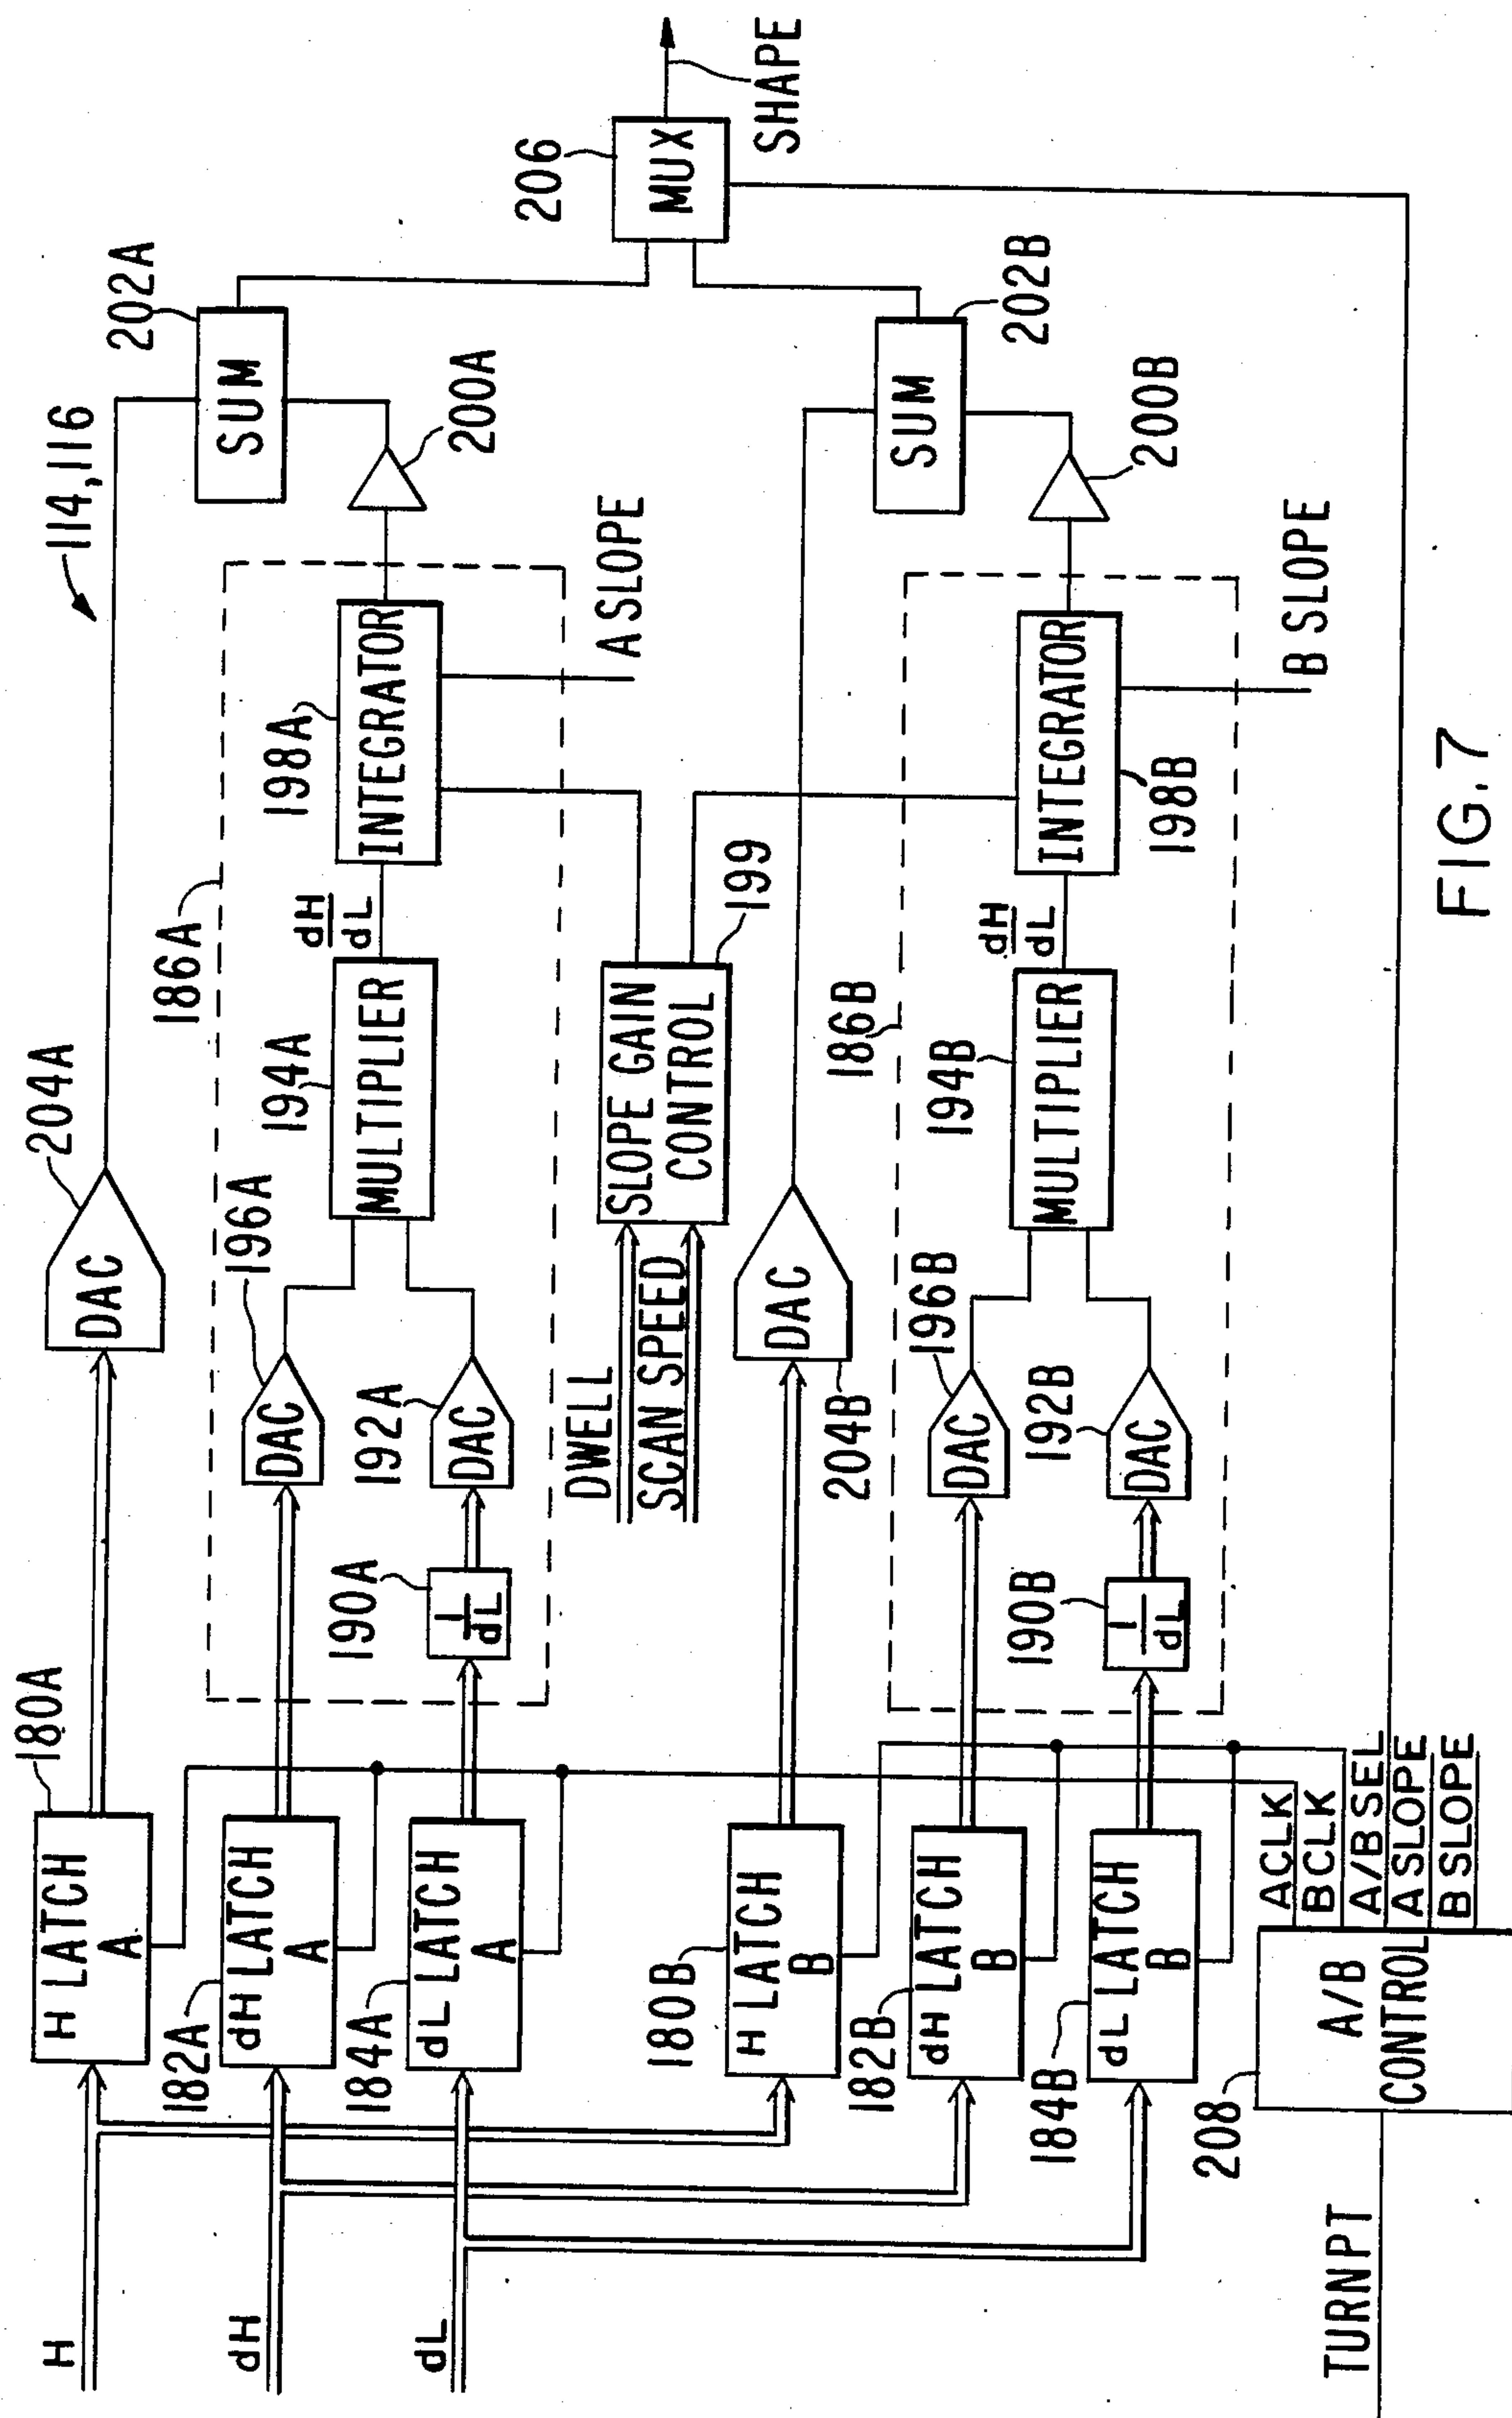 114,116
H
dH
dL
180A
H LATCH
A
182A
dH LATCH
A
184A
dL LATCH
A
204A
DAC
186A
196A
DAC
192A
DAC
190A
1
dL
194A
MULTIPLIER
dH
dL
198A
INTEGRATOR
A SLOPE
200A
202A
SUM
206
MUX
SHAPE
DWELL
SCAN SPEED
SLOPE GAIN
CONTROL
199
180B
H LATCH
B
182B
dH LATCH
B
184B
dL LATCH
B
204B
DAC
186B
196B
DAC
192B
DAC
190B
1
dL
194B
MULTIPLIER
dH
dL
198B
INTEGRATOR
B SLOPE
200B
202B
SUM
TURNPT
208
A/B
CONTROL
ACLK
BCLK
A/B SEL
A SLOPE
B SLOPE
FIG.7